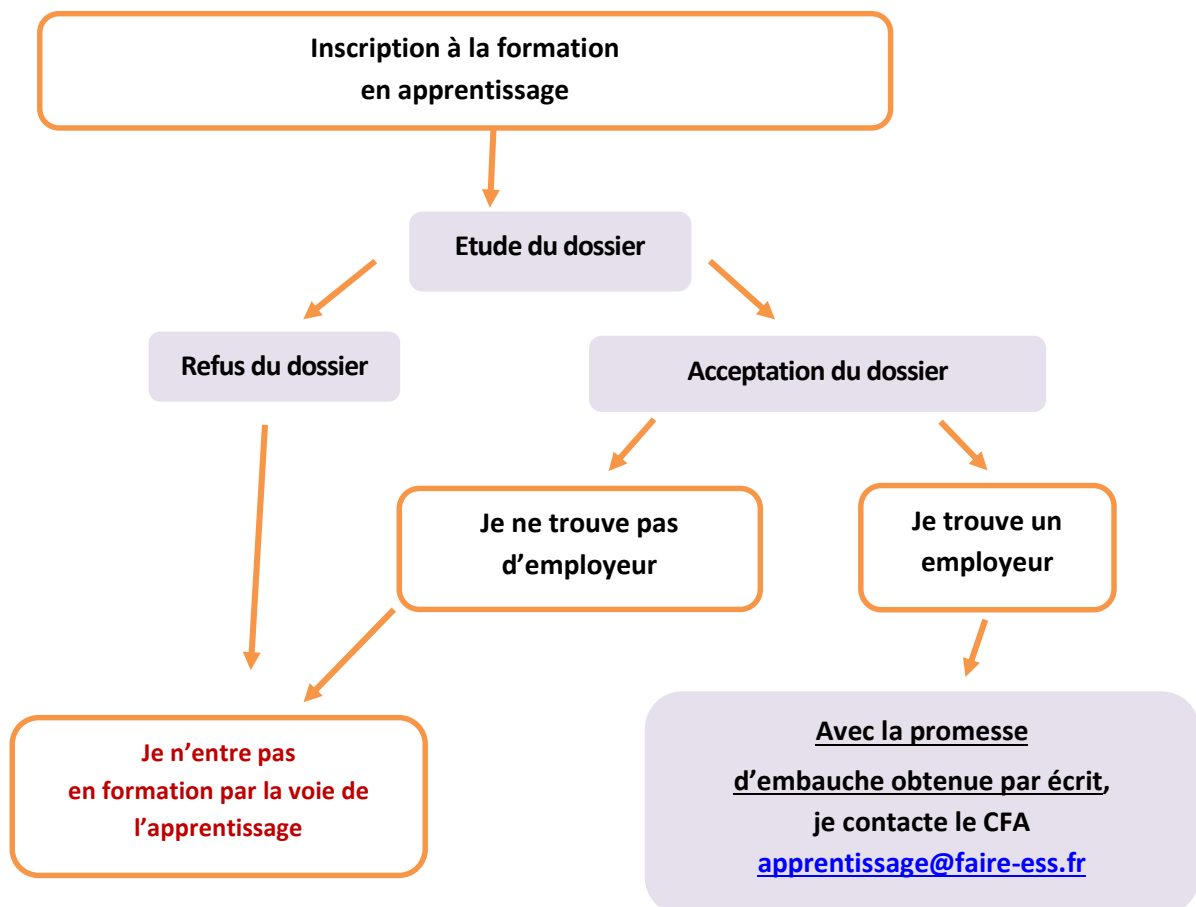 Inscription à la formation
en apprentissage
Etude du dossier
Refus du dossier
Acceptation du dossier
Je ne trouve pas
d’employeur
Je trouve un
employeur
Je n’entre pas
en formation par la voie de
l’apprentissage
Avec la promesse
d’embauche obtenue par écrit,
je contacte le CFA
apprentissage@faire-ess.fr